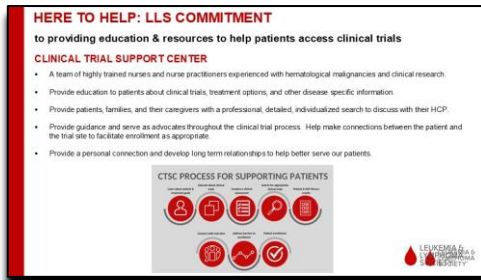 HERE TO HELP: LLS COMMITMENT
to providing education & resources to help patients access clinical trials
CLINICAL TRIAL SUPPORT CENTER
• A team of highly trained nurses and nurse practitioners experienced with hematological malignancies and clinical research.
• Provide education to patients about clinical trials, treatment options, and other disease specific information.
• Provide patients, families, and their caregivers with a professional, detailed, individualized search to discuss with their HCP.
• Provide guidance and serve as advocates throughout the clinical trial process. Help make connections between the patient and
the trial site to facilitate enrollment as appropriate.
• Provide a personal connection and develop long term relationships to help better serve our patients.
CTSC PROCESS FOR SUPPORTING PATIENTS
LEUKEMIA &
LYMPHOMA
SOCIETY